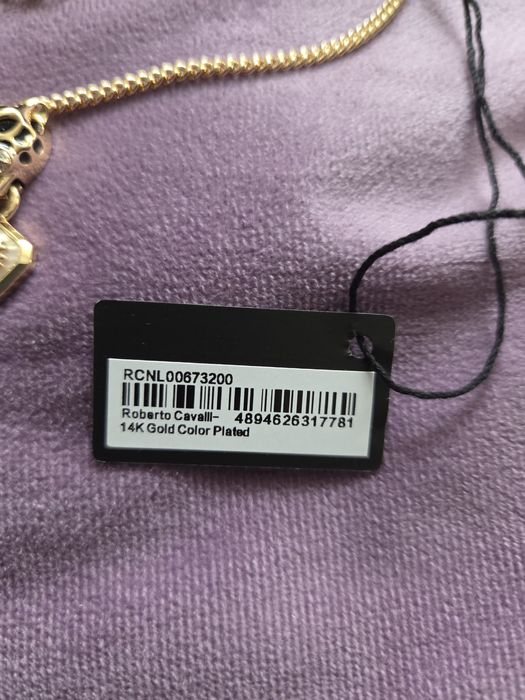 RCNL00673200
Roberto Cavalli- 4894626317781
14K Gold Color Plated